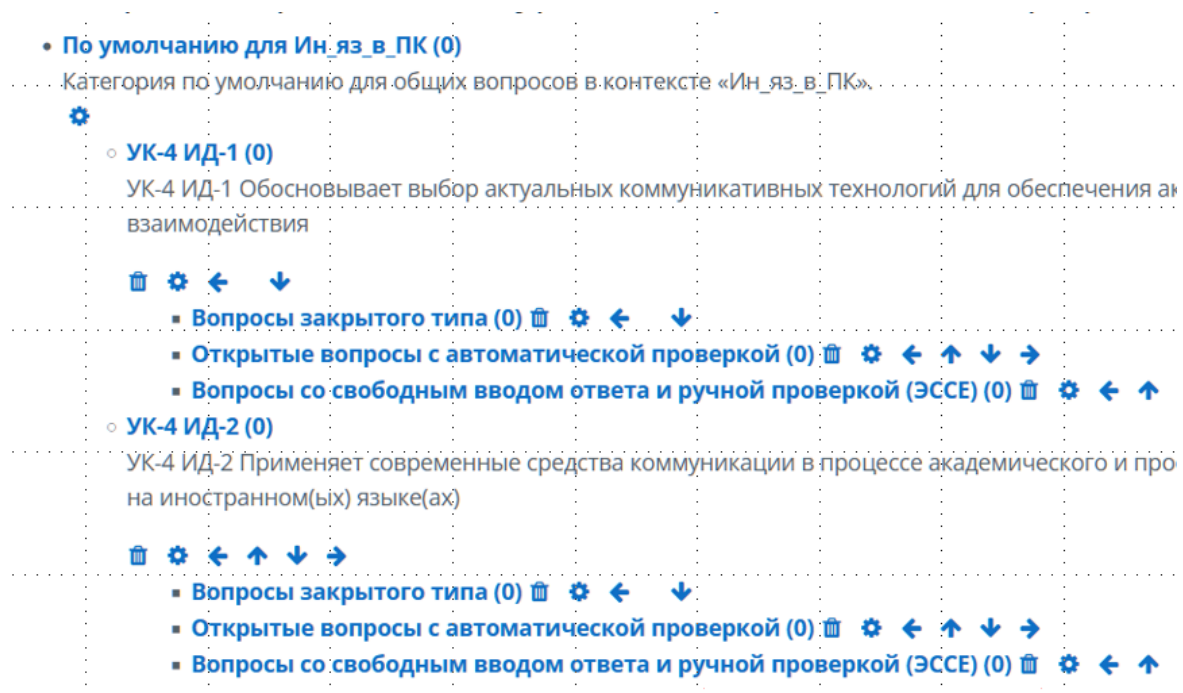 По умолчанию для Ин_яз_в_ПК (0)
Категория по умолчанию для общих вопросов в контексте «Ин_яз_в_ПК».
УК-4 ИД-1 (0)
УК-4 ИД-1 Обосновывает выбор актуальных коммуникативных технологий для обеспечения
взаимодействия
Вопросы закрытого типа (0)
Открытые вопросы с автоматической проверкой (0)
Вопросы со свободным вводом ответа и ручной проверкой (ЭССЕ) (0)
УК-4 ИД-2 (0)
УК-4 ИД-2 Применяет современные средства коммуникации в процессе академического и
на иностранном(ых) языке(ах)
Вопросы закрытого типа (0)
Открытые вопросы с автоматической проверкой (0)
Вопросы со свободным вводом ответа и ручной проверкой (ЭССЕ) (0)